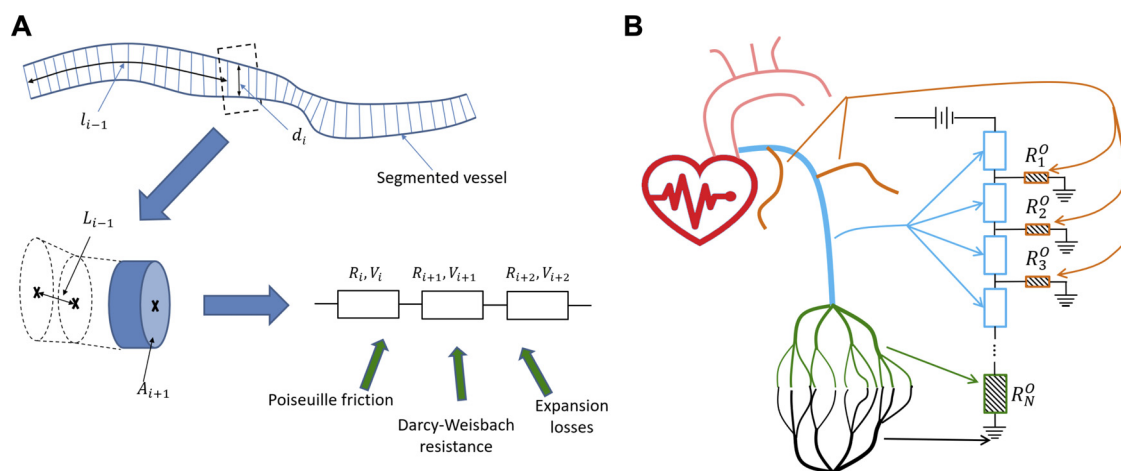 A
l_{i-1}
d_i
Segmented vessel
L_{i-1}
A_{i+1}
R_i, V_i
R_{i+1}, V_{i+1}
R_{i+2}, V_{i+2}
Poiseuille friction
Darcy-Weisbach
resistance
Expansion
losses
B
R_1^O
R_2^O
R_3^O
R_N^O